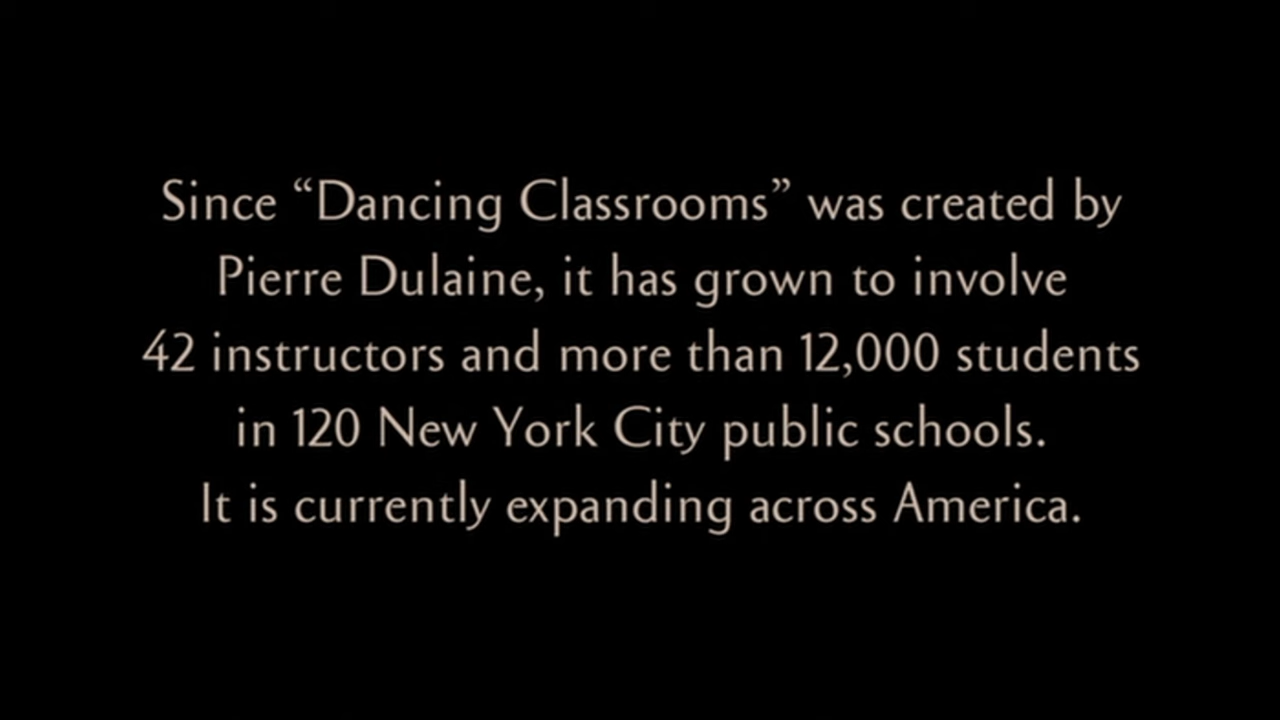 Since “Dancing Classrooms” was created by
Pierre Dulaine, it has grown to involve
42 instructors and more than 12,000 students
in 120 New York City public schools.
It is currently expanding across America.